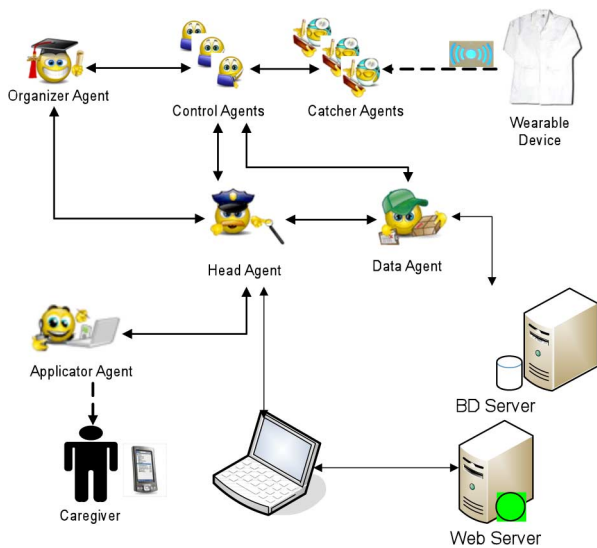 Organizer Agent
Control Agents
Catcher Agents
Wearable
Device
Head Agent
Data Agent
Applicator Agent
BD Server
Caregiver
Web Server